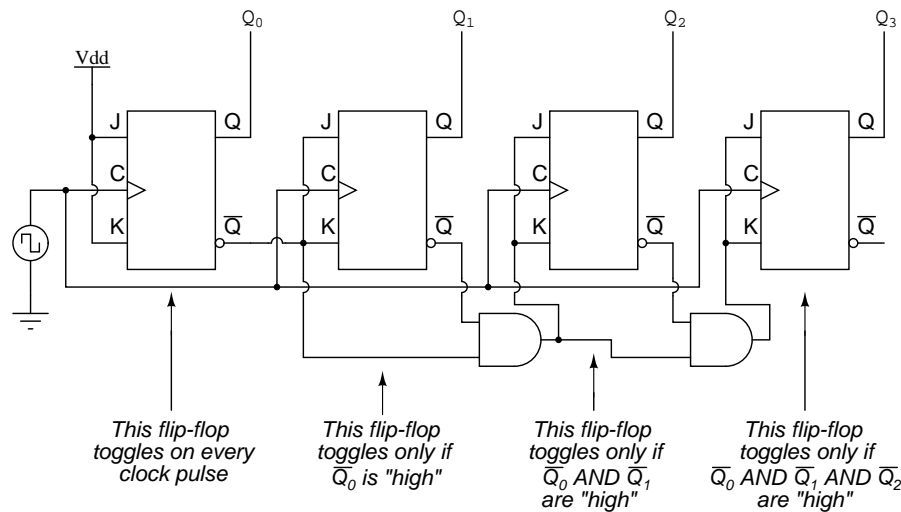 Q₀ Q₁ Q₂ Q₃
Vdd
J Q J Q J Q J Q
C C C C
K Q̅ K Q̅ K Q̅ K Q̅
This flip-flop
toggles on every
clock pulse
This flip-flop
toggles only if
Q̅₀ is "high"
This flip-flop
toggles only if
Q̅₀ AND Q̅₁
are "high"
This flip-flop
toggles only if
Q̅₀ AND Q̅₁ AND Q̅₂
are "high"